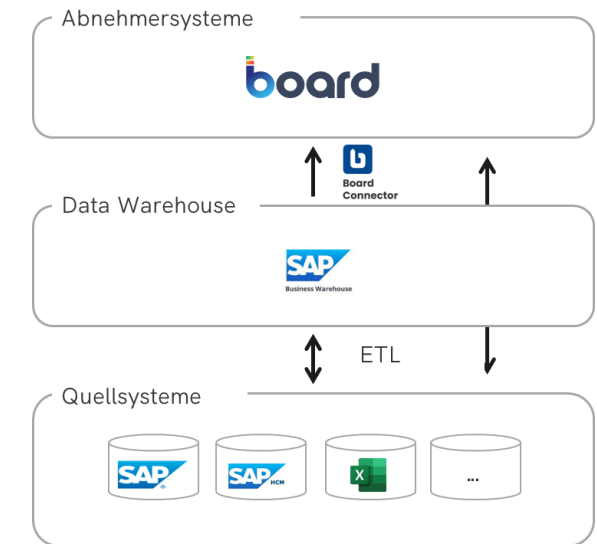 Abnehmersysteme
board
b
Board
Connector
Data Warehouse
SAP
Business Warehouse
ETL
Quellsysteme
SAP®
SAP HCM
X
...